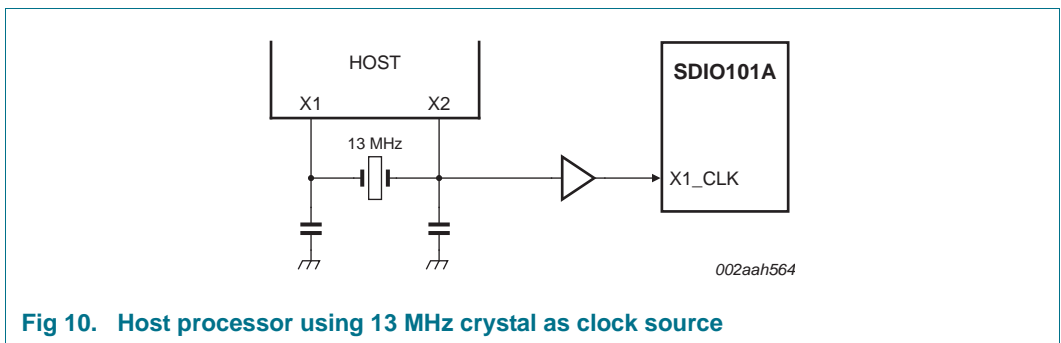 HOST
SDIO101A
X1
X2
13 MHz
X1_CLK
002aah564
Fig 10. Host processor using 13 MHz crystal as clock source